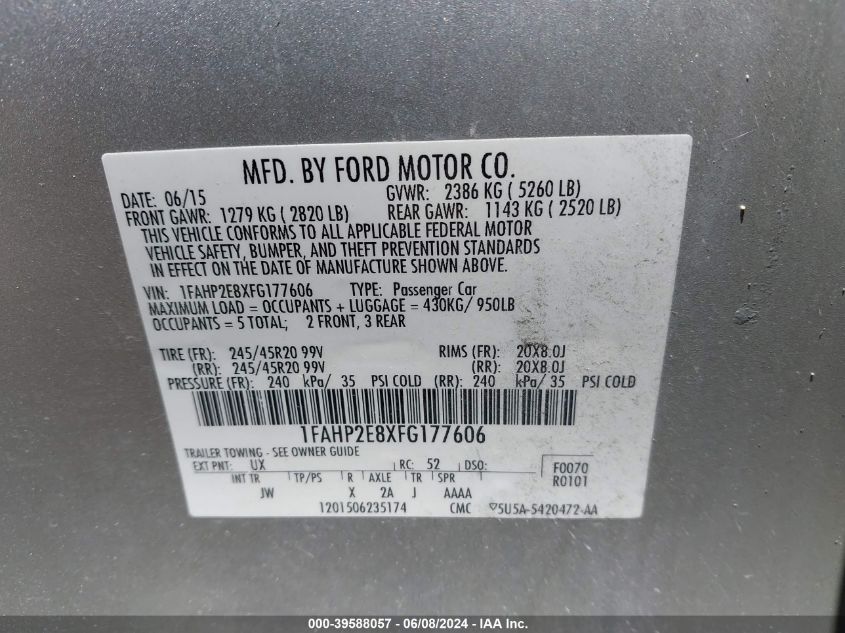 MFD. BY FORD MOTOR CO.
DATE: 06/15 GVWR: 2386 KG ( 5260 LB)
FRONT GAWR: 1279 KG ( 2820 LB) REAR GAWR: 1143 KG ( 2520 LB)
THIS VEHICLE CONFORMS TO ALL APPLICABLE FEDERAL MOTOR
VEHICLE SAFETY, BUMPER, AND THEFT PREVENTION STANDARDS
IN EFFECT ON THE DATE OF MANUFACTURE SHOWN ABOVE.
VIN: 1FAHP2E8XFG177606 TYPE: Passenger Car
MAXIMUM LOAD = OCCUPANTS + LUGGAGE = 430KG/ 950LB
OCCUPANTS = 5 TOTAL; 2 FRONT, 3 REAR
TIRE (FR): 245/45R20 99V RIMS (FR): 20X8.0J
(RR): 245/45R20 99V (RR): 20X8.0J
PRESSURE (FR): 240 kPa/ 35 PSI COLD (RR): 240 kPa/ 35 PSI COLD
1FAHP2E8XFG177606
TRAILER TOWING - SEE OWNER GUIDE
EXT PNT: UX RC: 52 DSO: F0070
INT TR TP/PS R AXLE TR SPR R0101
JW X 2A J AAAA
1201506235174 CMC ▽5U5A-5420472-AA
000-39588057 - 06/08/2024 - IAA Inc.